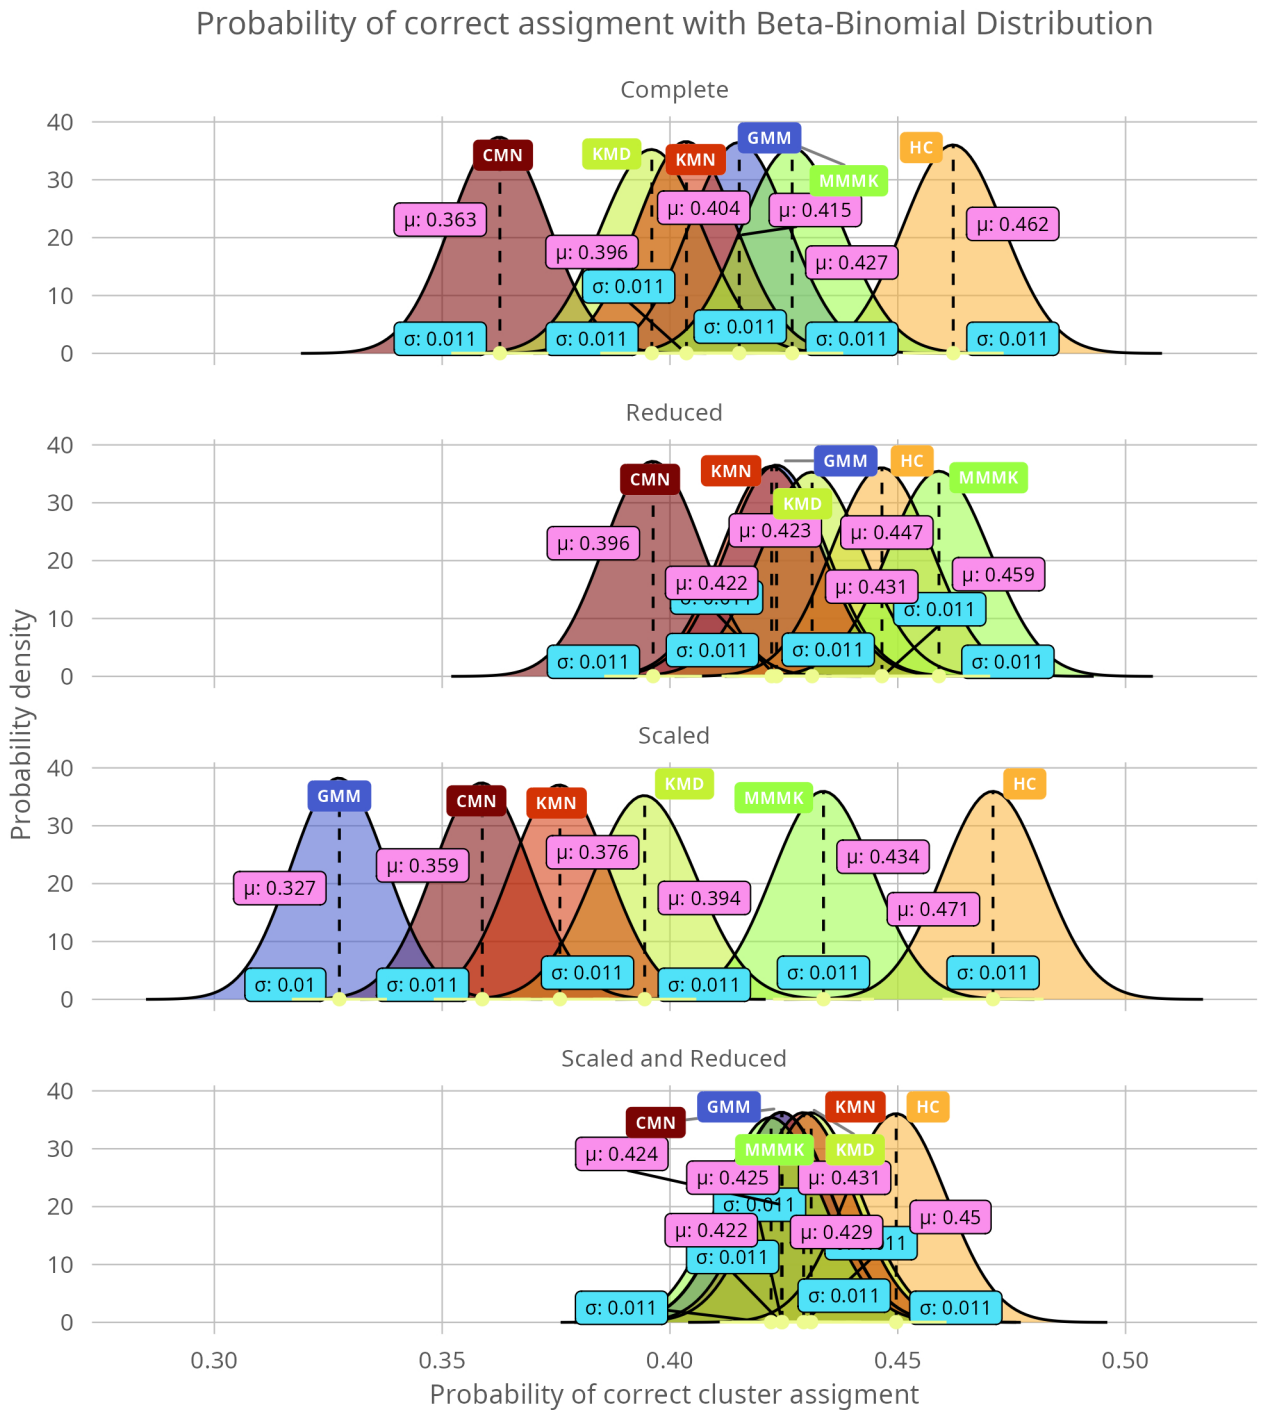 Probability of correct assigment with Beta-Binomial Distribution
Probability density
Complete
40
30
20
10
0
CMN
KMD
KMN
GMM
MMMK
HC
μ: 0.363
μ: 0.396
μ: 0.404
μ: 0.415
μ: 0.427
μ: 0.462
σ: 0.011
σ: 0.011
σ: 0.011
σ: 0.011
σ: 0.011
σ: 0.011
Reduced
40
30
20
10
0
CMN
KMN
KMD
GMM
HC
MMMK
μ: 0.396
μ: 0.423
μ: 0.422
μ: 0.447
μ: 0.431
μ: 0.459
σ: 0.011
σ: 0.011
σ: 0.011
σ: 0.011
σ: 0.011
σ: 0.011
Scaled
40
30
20
10
0
GMM
CMN
KMN
KMD
MMMK
HC
μ: 0.327
μ: 0.359
μ: 0.376
μ: 0.394
μ: 0.434
μ: 0.471
σ: 0.01
σ: 0.011
σ: 0.011
σ: 0.011
σ: 0.011
σ: 0.011
Scaled and Reduced
40
30
20
10
0
CMN
GMM
KMN
HC
MMMK
KMD
μ: 0.424
μ: 0.425
μ: 0.431
μ: 0.422
μ: 0.429
μ: 0.45
σ: 0.011
σ: 0.011
σ: 0.011
σ: 0.011
σ: 0.011
σ: 0.011
0.30
0.35
0.40
0.45
0.50
Probability of correct cluster assigment